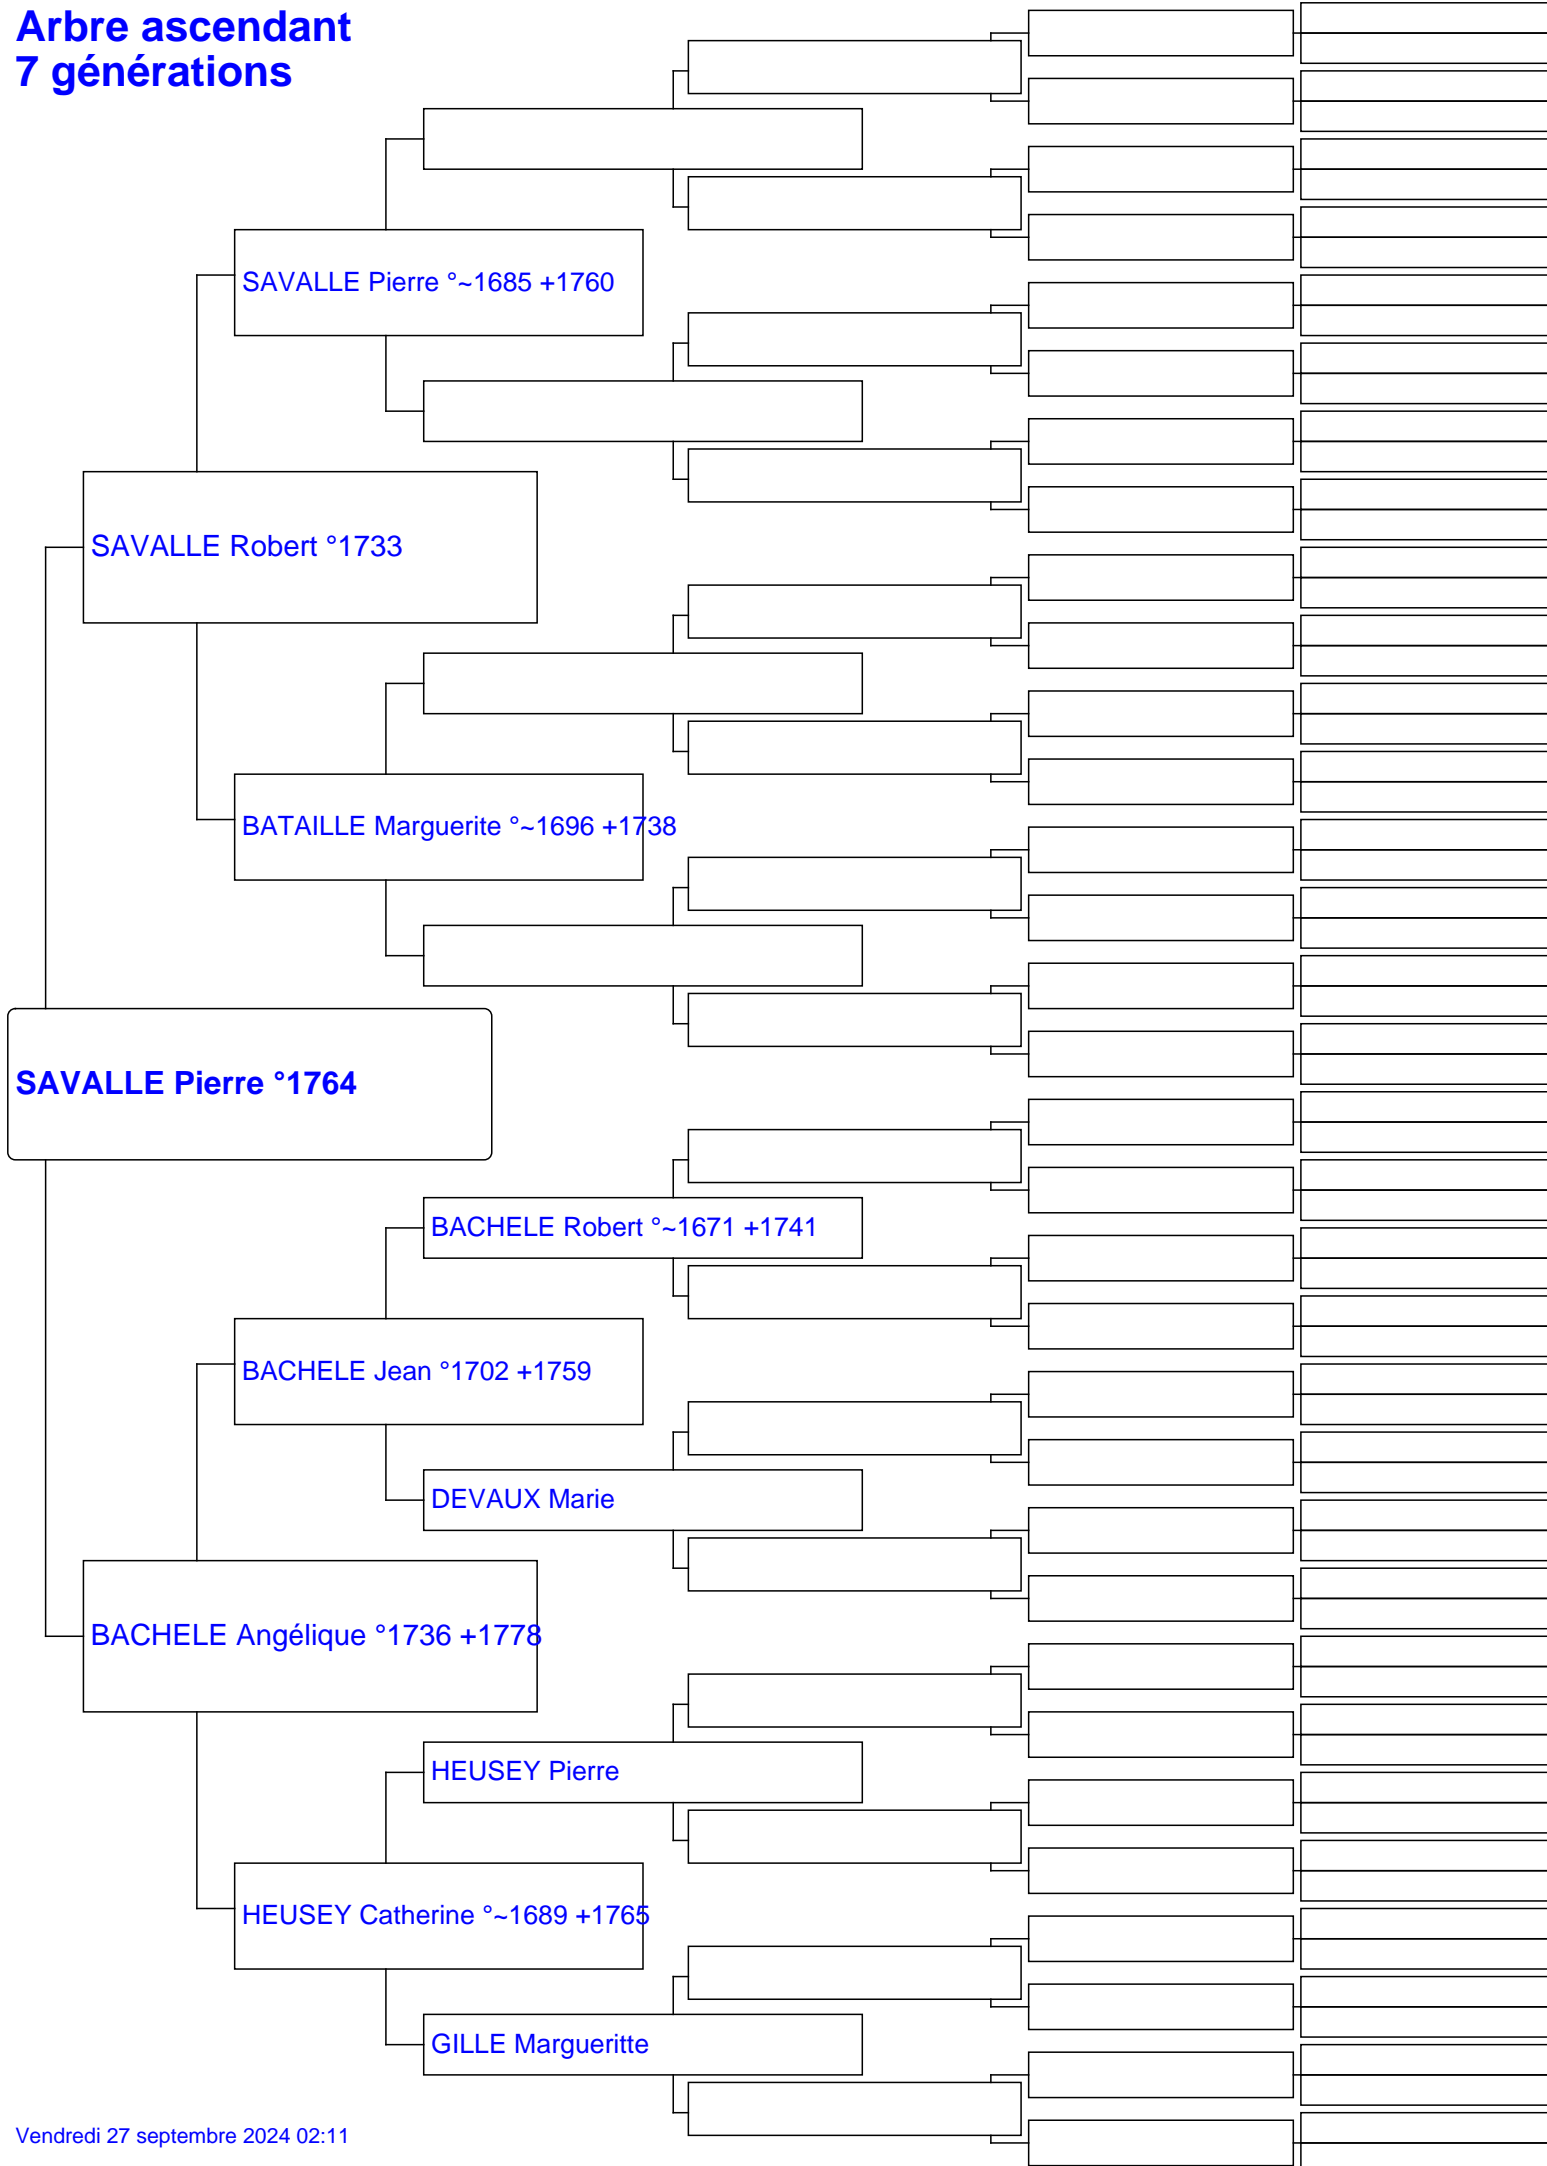 Arbre ascendant
7 générations
SAVALLE Pierre °~1685 +1760
SAVALLE Robert °1733
BATAILLE Marguerite °~1696 +1738
SAVALLE Pierre °1764
BACHELE Robert °~1671 +1741
BACHELE Jean °1702 +1759
DEVAUX Marie
BACHELE Angélique °1736 +1778
HEUSEY Pierre
HEUSEY Catherine °~1689 +1765
GILLE Margueritte
Vendredi 27 septembre 2024 02:11